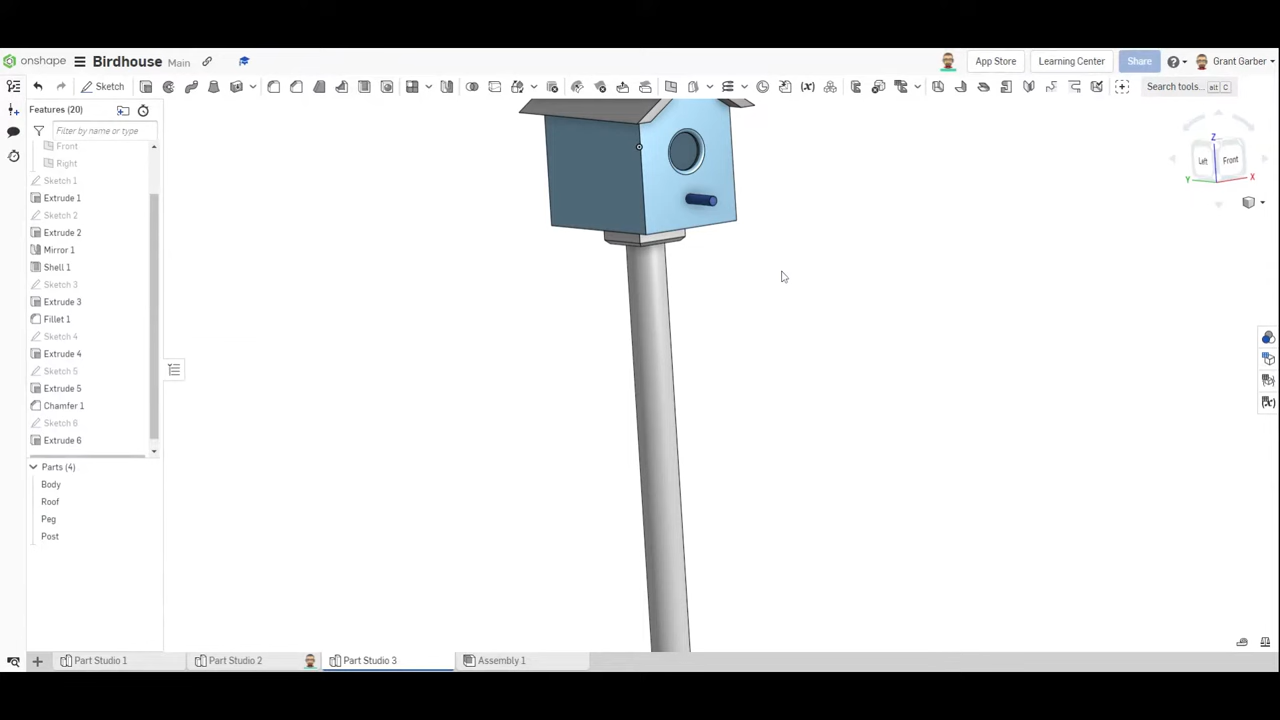 onshape Birdhouse Main App Store Learning Center Share Grant Garber
Sketch Search tools... alt C
Features (20)
Filter by name or type
Front
Right
Sketch 1
Extrude 1
Sketch 2
Extrude 2
Mirror 1
Shell 1
Sketch 3
Extrude 3
Fillet 1
Sketch 4
Extrude 4
Sketch 5
Extrude 5
Chamfer 1
Sketch 6
Extrude 6
Parts (4)
Body
Roof
Peg
Post
Z
Left Front
Y X
Part Studio 1 Part Studio 2 Part Studio 3 Assembly 1